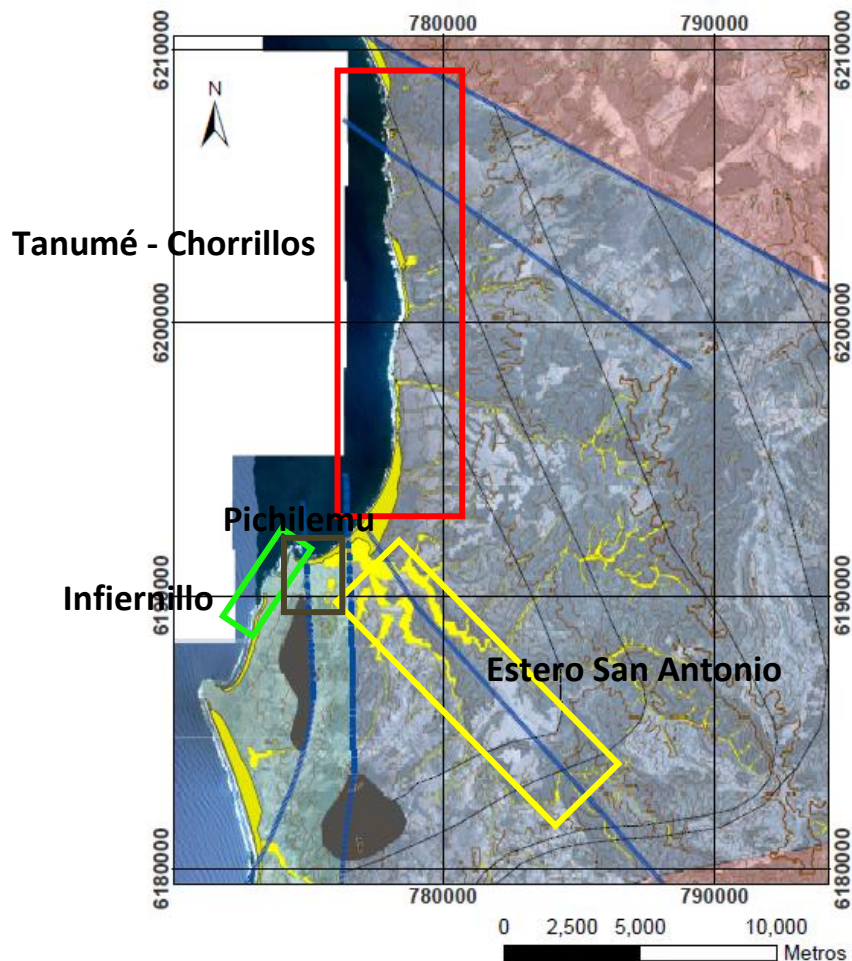 780000
790000
6210000
6210000
N
Tanumé - Chorrillos
6200000
6200000
Pichilemu
Infiernillo
6190000
6190000
Estero San Antonio
6180000
6180000
780000
790000
0 2,500 5,000 10,000
Metros